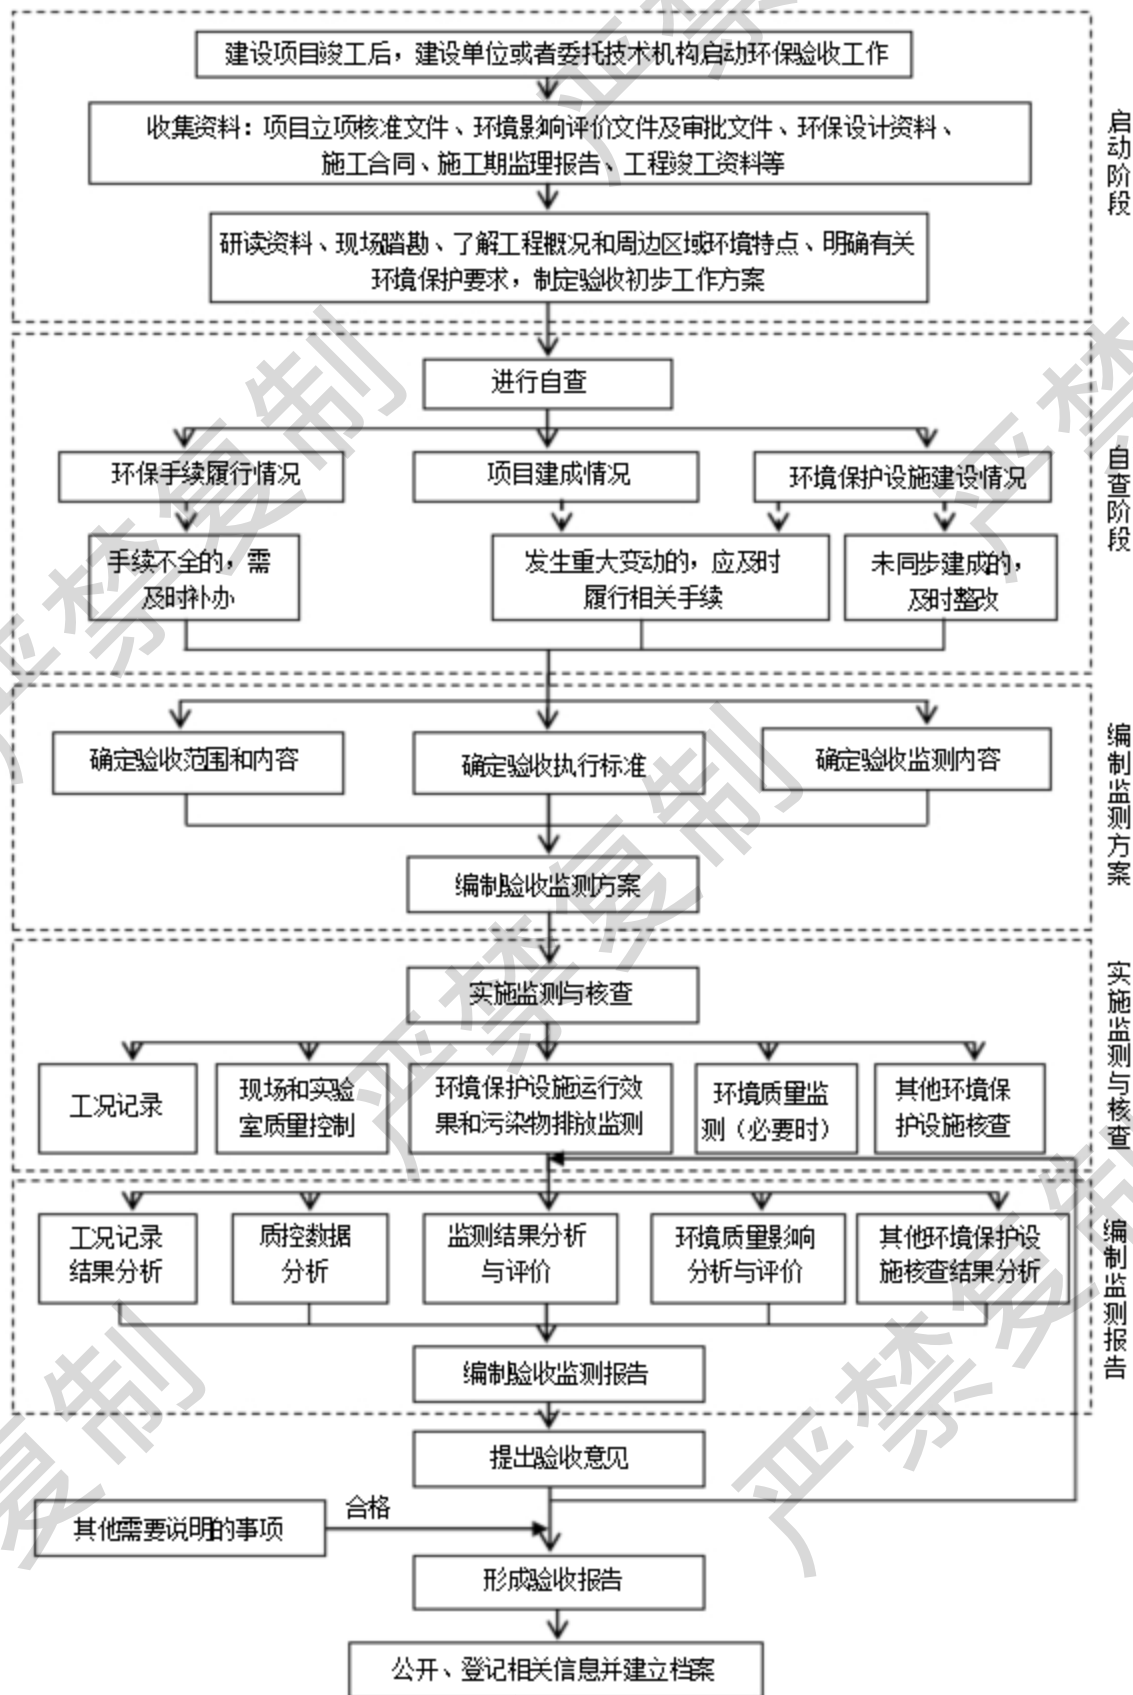 建设项目竣工后，建设单位或者委托技术机构启动环保验收工作
收集资料：项目立项核准文件、环境影响评价文件及审批文件、环保设计资料、
施工合同、施工期监理报告、工程竣工资料等
研读资料、现场踏勘、了解工程概况和周边区域环境特点、明确有关
环境保护要求，制定验收初步工作方案
启动阶段
进行自查
环保手续履行情况
项目建成情况
环境保护设施建设情况
手续不全的，需
及时补办
发生重大变动的，应及时
履行相关手续
未同步建成的，
及时整改
自查阶段
确定验收范围和内容
确定验收执行标准
确定验收监测内容
编制验收监测方案
编制监测方案
实施监测与核查
工况记录
现场和实验
室质量控制
环境保护设施运行效
果和污染物排放监测
环境质量监
测（必要时）
其他环境保
护设施核查
实施监测与核查
工况记录
结果分析
质控数据
分析
监测结果分析
与评价
环境质量影响
分析与评价
其他环境保护设
施核查结果分析
编制验收监测报告
编制监测报告
提出验收意见
其他需要说明的事项
合格
形成验收报告
公开、登记相关信息并建立档案
严禁复制
严禁复制
严禁复制
严禁复制
严禁
严禁
复制